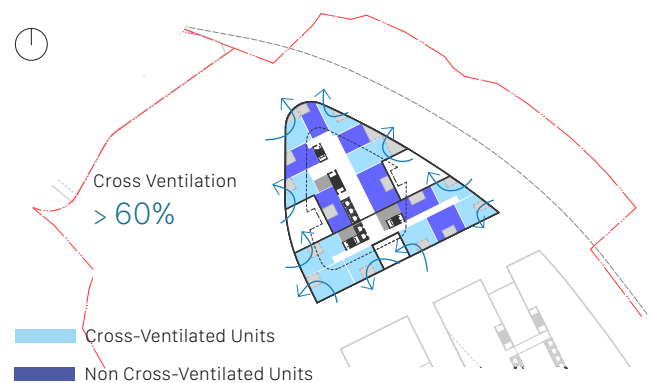 Cross Ventilation
> 60%
Cross-Ventilated Units
Non Cross-Ventilated Units